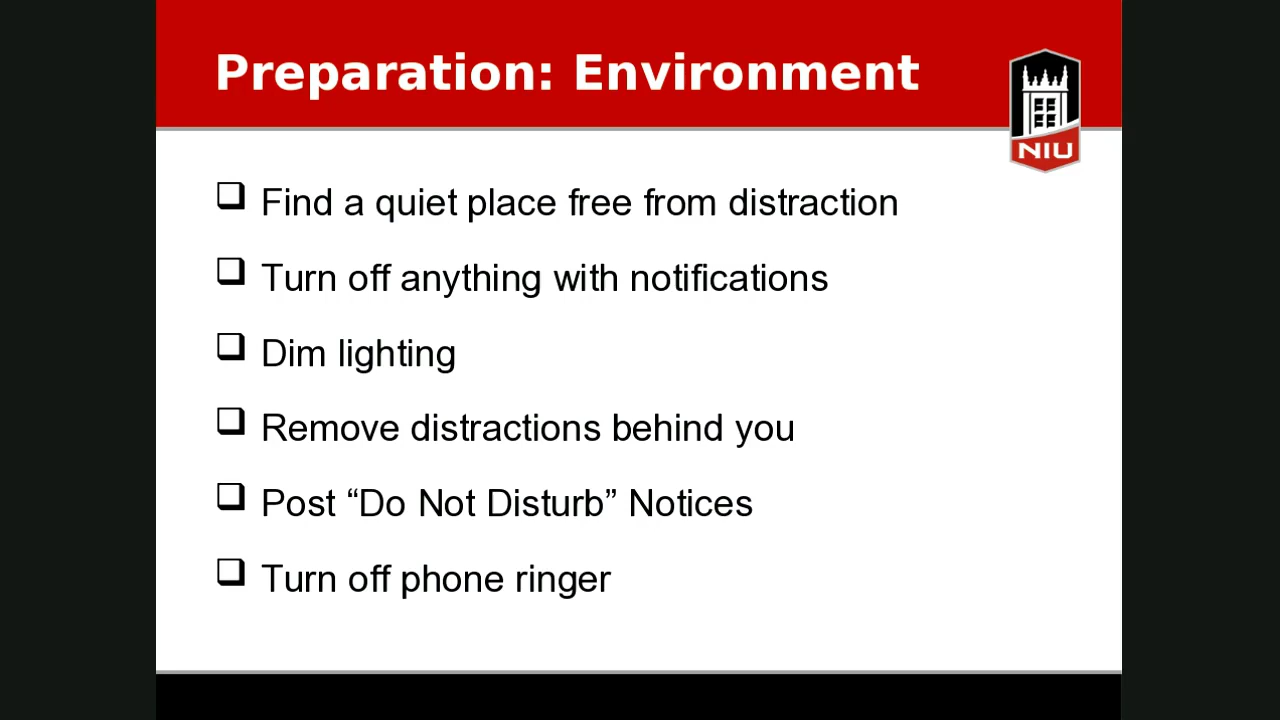 Preparation: Environment
NIU
Find a quiet place free from distraction
Turn off anything with notifications
Dim lighting
Remove distractions behind you
Post “Do Not Disturb” Notices
Turn off phone ringer